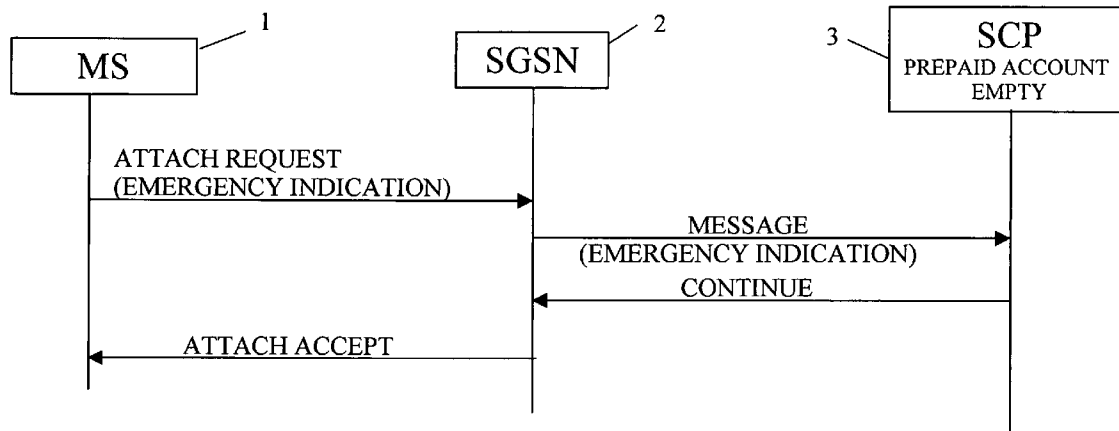 1
MS
2
SGSN
3
SCP
PREPAID ACCOUNT
EMPTY
ATTACH REQUEST
(EMERGENCY INDICATION)
MESSAGE
(EMERGENCY INDICATION)
CONTINUE
ATTACH ACCEPT